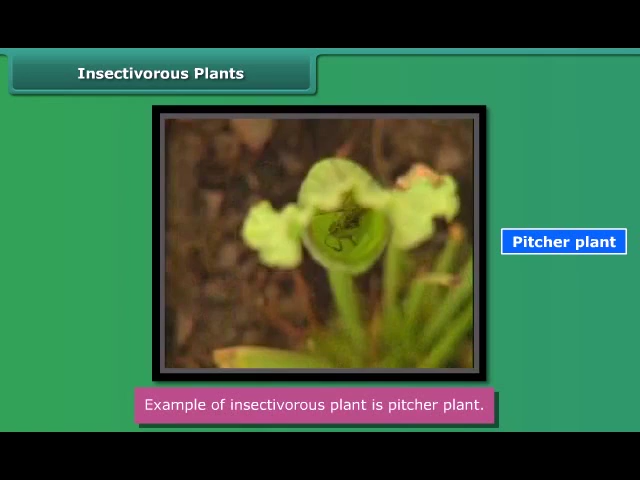 Insectivorous Plants
Pitcher plant
Example of insectivorous plant is pitcher plant.